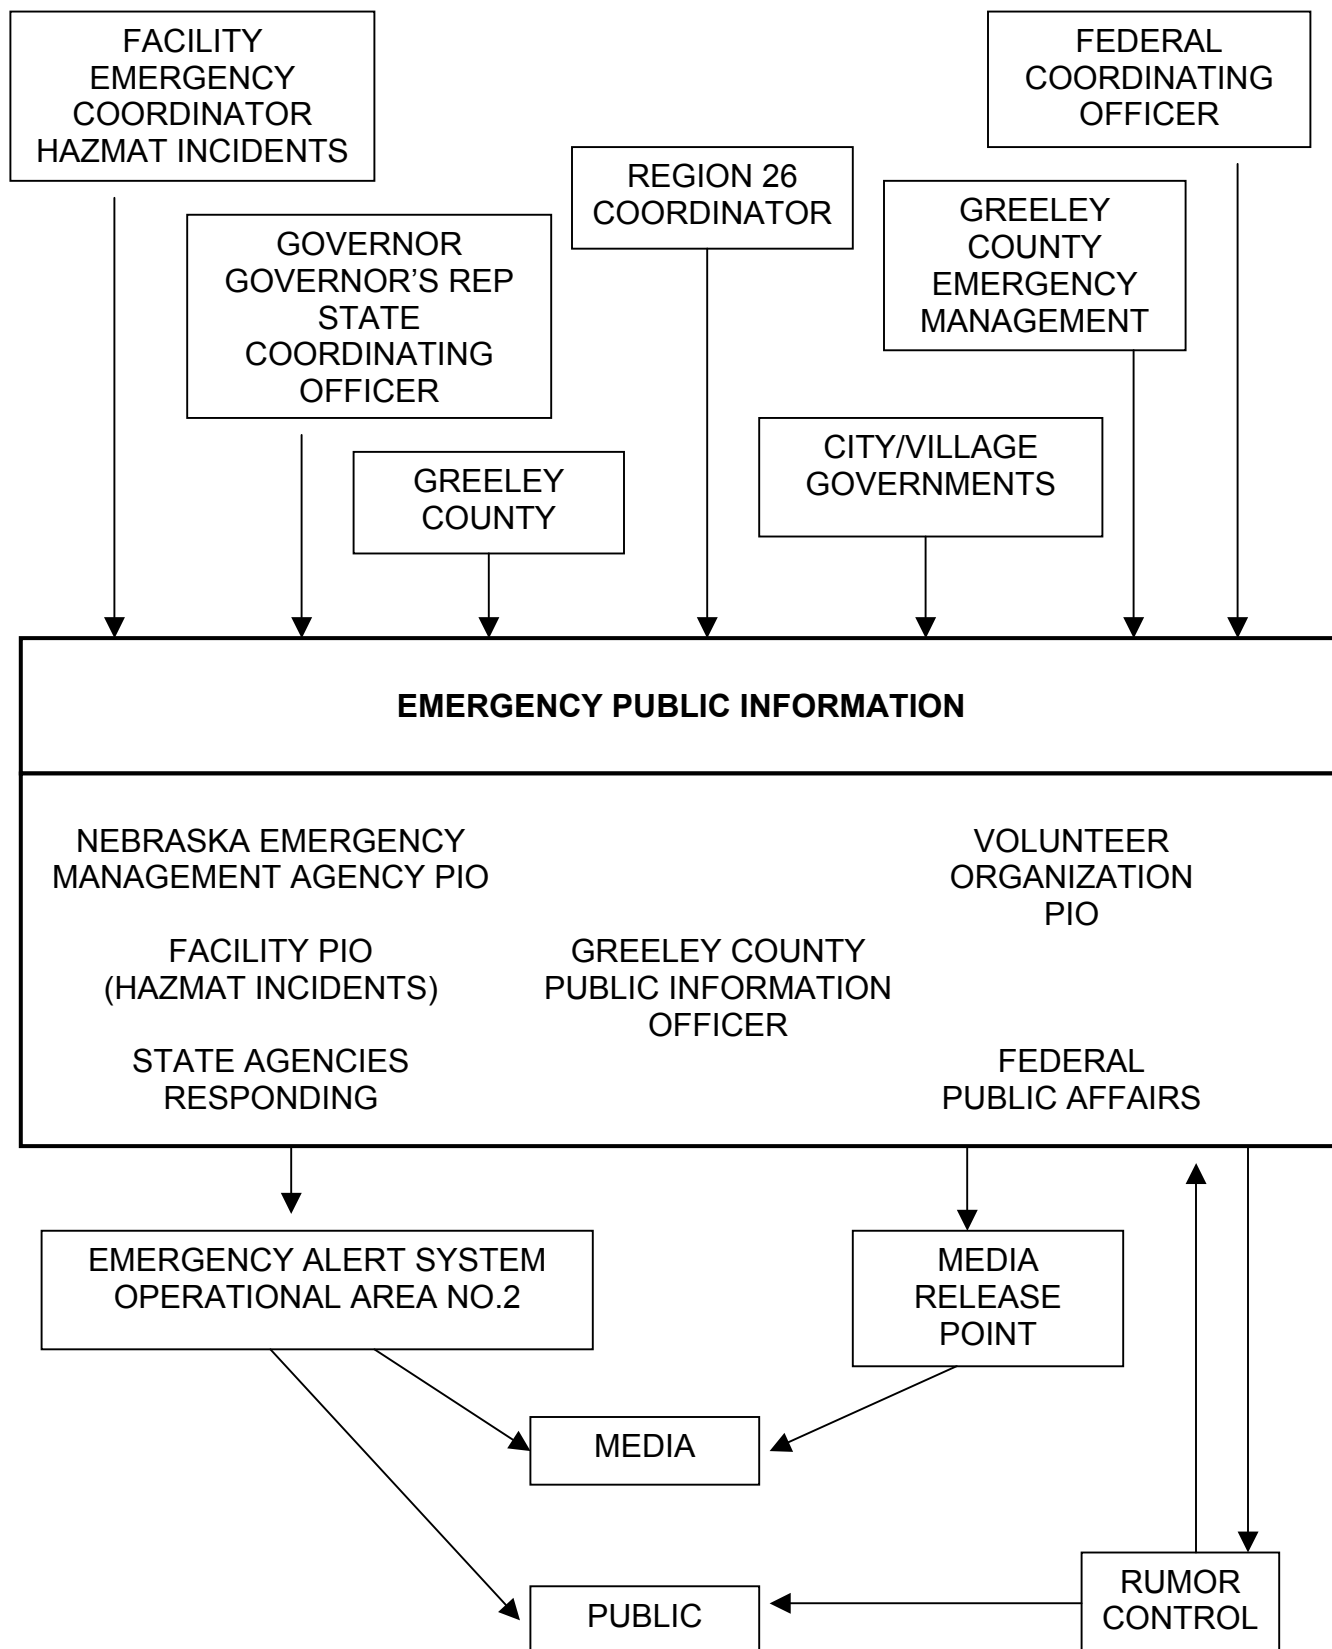 FACILITY
EMERGENCY
COORDINATOR
HAZMAT INCIDENTS
FEDERAL
COORDINATING
OFFICER
REGION 26
COORDINATOR
GREELEY
COUNTY
EMERGENCY
MANAGEMENT
GOVERNOR
GOVERNOR’S REP
STATE
COORDINATING
OFFICER
CITY/VILLAGE
GOVERNMENTS
GREELEY
COUNTY
EMERGENCY PUBLIC INFORMATION
NEBRASKA EMERGENCY
MANAGEMENT AGENCY PIO
VOLUNTEER
ORGANIZATION
PIO
FACILITY PIO
(HAZMAT INCIDENTS)
GREELEY COUNTY
PUBLIC INFORMATION
OFFICER
STATE AGENCIES
RESPONDING
FEDERAL
PUBLIC AFFAIRS
EMERGENCY ALERT SYSTEM
OPERATIONAL AREA NO.2
MEDIA
RELEASE
POINT
MEDIA
PUBLIC
RUMOR
CONTROL